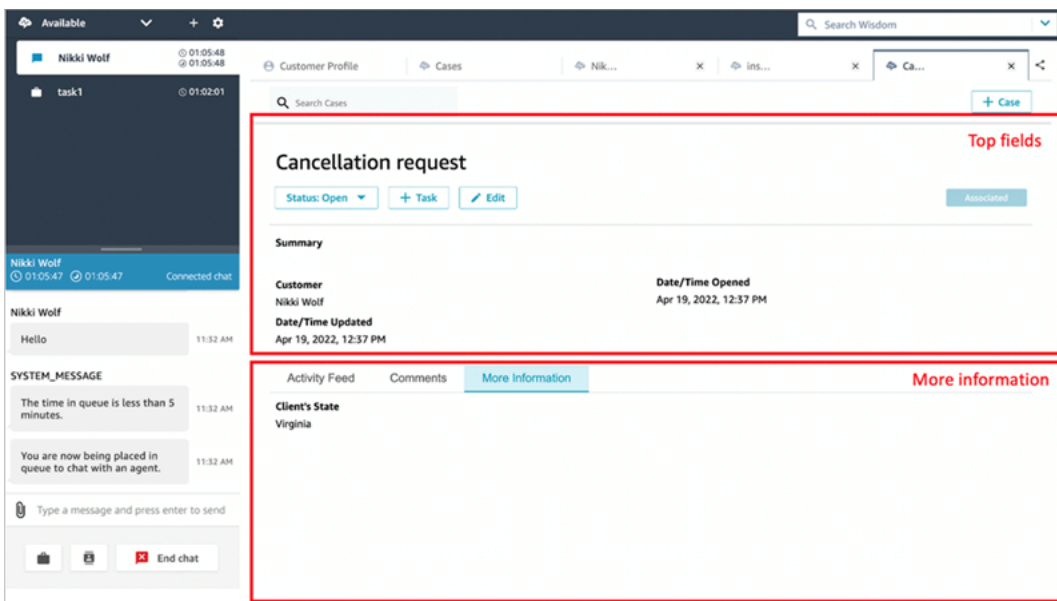 Available
Search Wisdom
Nikki Wolf
01:05:48
01:05:48
task1
01:02:01
Customer Profile
Cases
Nik...
ins...
Ca...
Search Cases
+ Case
Top fields
Cancellation request
Status: Open
+ Task
Edit
Associated
Summary
Customer
Nikki Wolf
Date/Time Opened
Apr 19, 2022, 12:37 PM
Date/Time Updated
Apr 19, 2022, 12:37 PM
Nikki Wolf
01:05:47 01:05:47 Connected chat
Nikki Wolf
Hello
11:32 AM
SYSTEM_MESSAGE
The time in queue is less than 5
minutes.
11:32 AM
You are now being placed in
queue to chat with an agent.
11:32 AM
Type a message and press enter to send
End chat
Activity Feed
Comments
More Information
More information
Client's State
Virginia